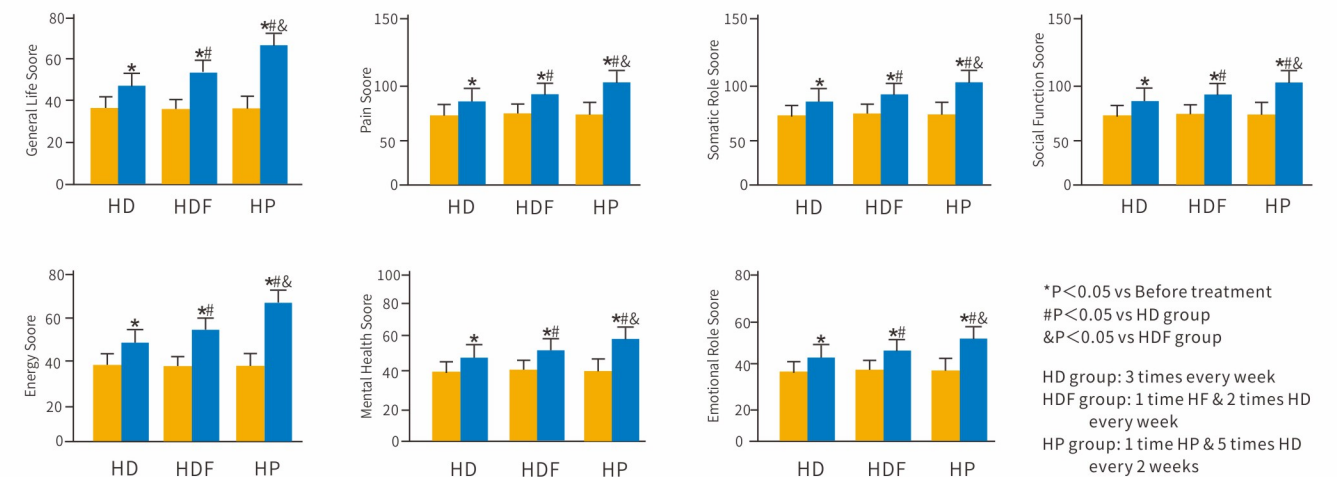 General Life Soore
80
60
40
20
0
*
*#
*#&
HD
HDF
HP
Pain Soore
150
100
50
0
*
*#
*#&
HD
HDF
HP
Somatic Role Soore
150
100
50
0
*
*#
*#&
HD
HDF
HP
Social Function Soore
150
100
50
0
*
*#
*#&
HD
HDF
HP
Energy Soore
80
60
40
20
0
*
*#
*#&
HD
HDF
HP
Mental Health Soore
100
80
60
40
20
0
*
*#
*#&
HD
HDF
HP
Emotional Role Soore
80
60
40
20
0
*
*#
*#&
HD
HDF
HP
*P<0.05 vs Before treatment
#P<0.05 vs HD group
&P<0.05 vs HDF group
HD group: 3 times every week
HDF group: 1 time HF & 2 times HD
every week
HP group: 1 time HP & 5 times HD
every 2 weeks